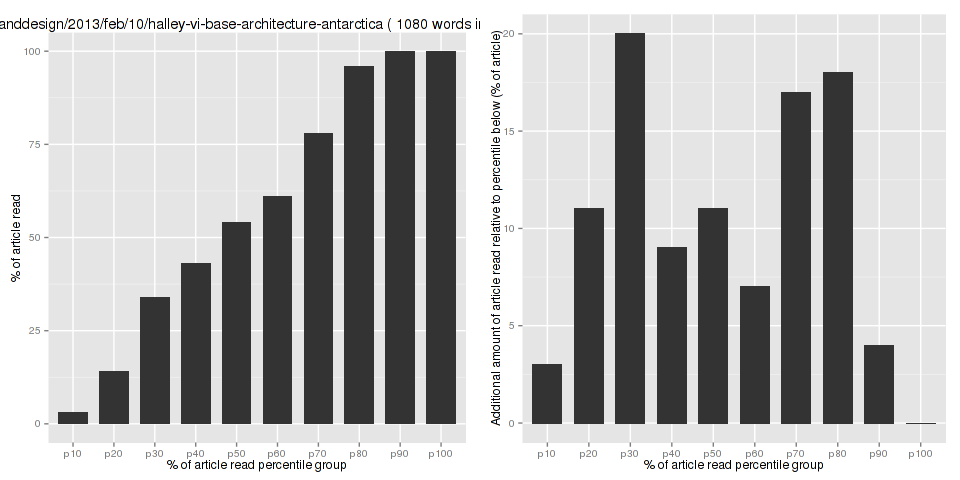 anddesign/2013/feb/10/halley-vi-base-architecture-antarctica ( 1080 words in
100
75
50
25
0
% of article read
p10 p20 p30 p40 p50 p60 p70 p80 p90 p100
% of article read percentile group
20
15
10
5
0
Additional amount of article read relative to percentile below (% of article)
p10 p20 p30 p40 p50 p60 p70 p80 p90 p100
% of article read percentile group